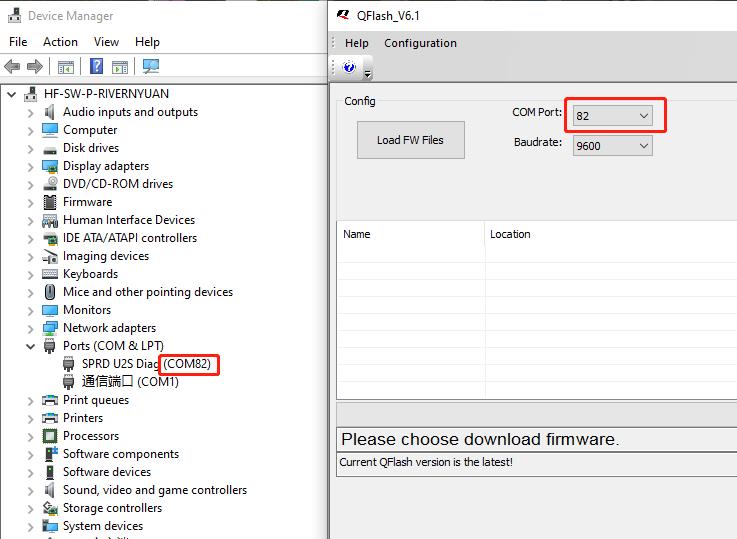 Device Manager
File Action View Help
HF-SW-P-RIVERNYUAN
Audio inputs and outputs
Computer
Disk drives
Display adapters
DVD/CD-ROM drives
Firmware
Human Interface Devices
IDE ATA/ATAPI controllers
Imaging devices
Keyboards
Mice and other pointing devices
Monitors
Network adapters
Ports (COM & LPT)
SPRD U2S Diag (COM82)
通信端口 (COM1)
Print queues
Printers
Processors
Software components
Software devices
Sound, video and game controllers
Storage controllers
System devices
QFlash_V6.1
Help Configuration
Config
Load FW Files
COM Port: 82
Baudrate: 9600
Name Location
Please choose download firmware.
Current QFlash version is the latest!